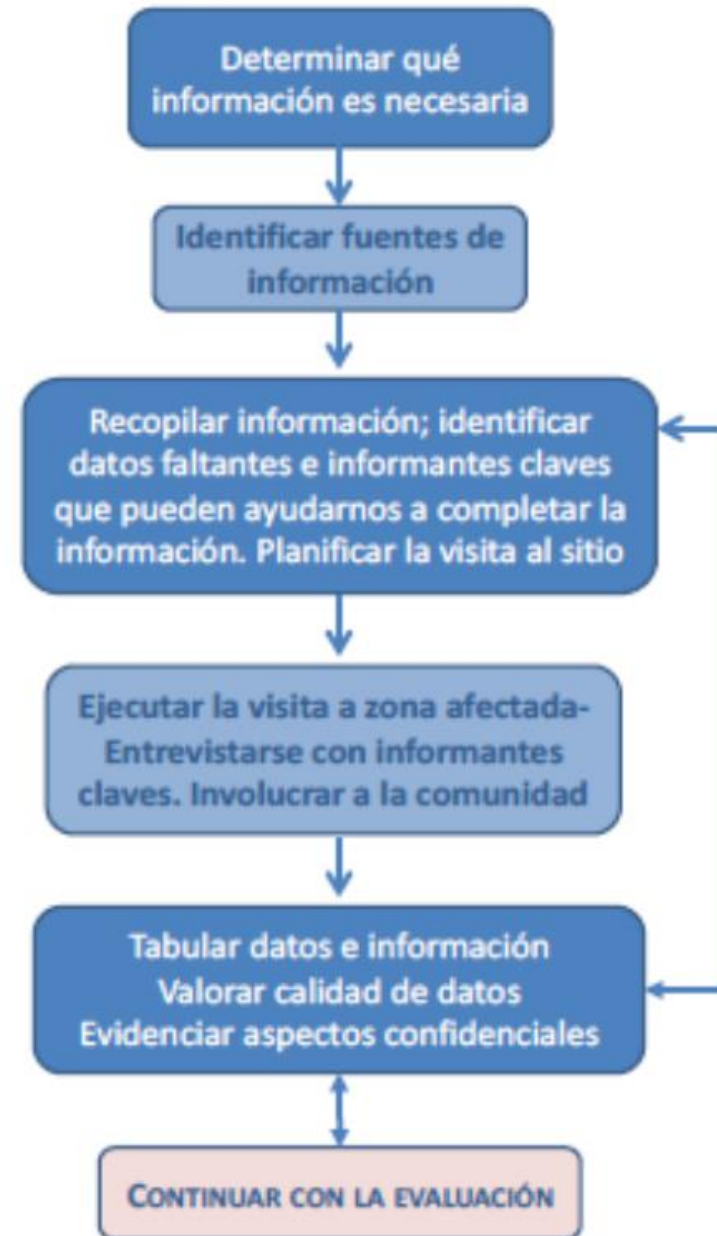 Determinar qué
información es necesaria
Identificar fuentes de
información
Recopilar información; identificar
datos faltantes e informantes claves
que pueden ayudarnos a completar la
información. Planificar la visita al sitio
Ejecutar la visita a zona afectada-
Entrevistarse con informantes
claves. Involucrar a la comunidad
Tabular datos e información
Valorar calidad de datos
Evidenciar aspectos confidenciales
CONTINUAR CON LA EVALUACIÓN